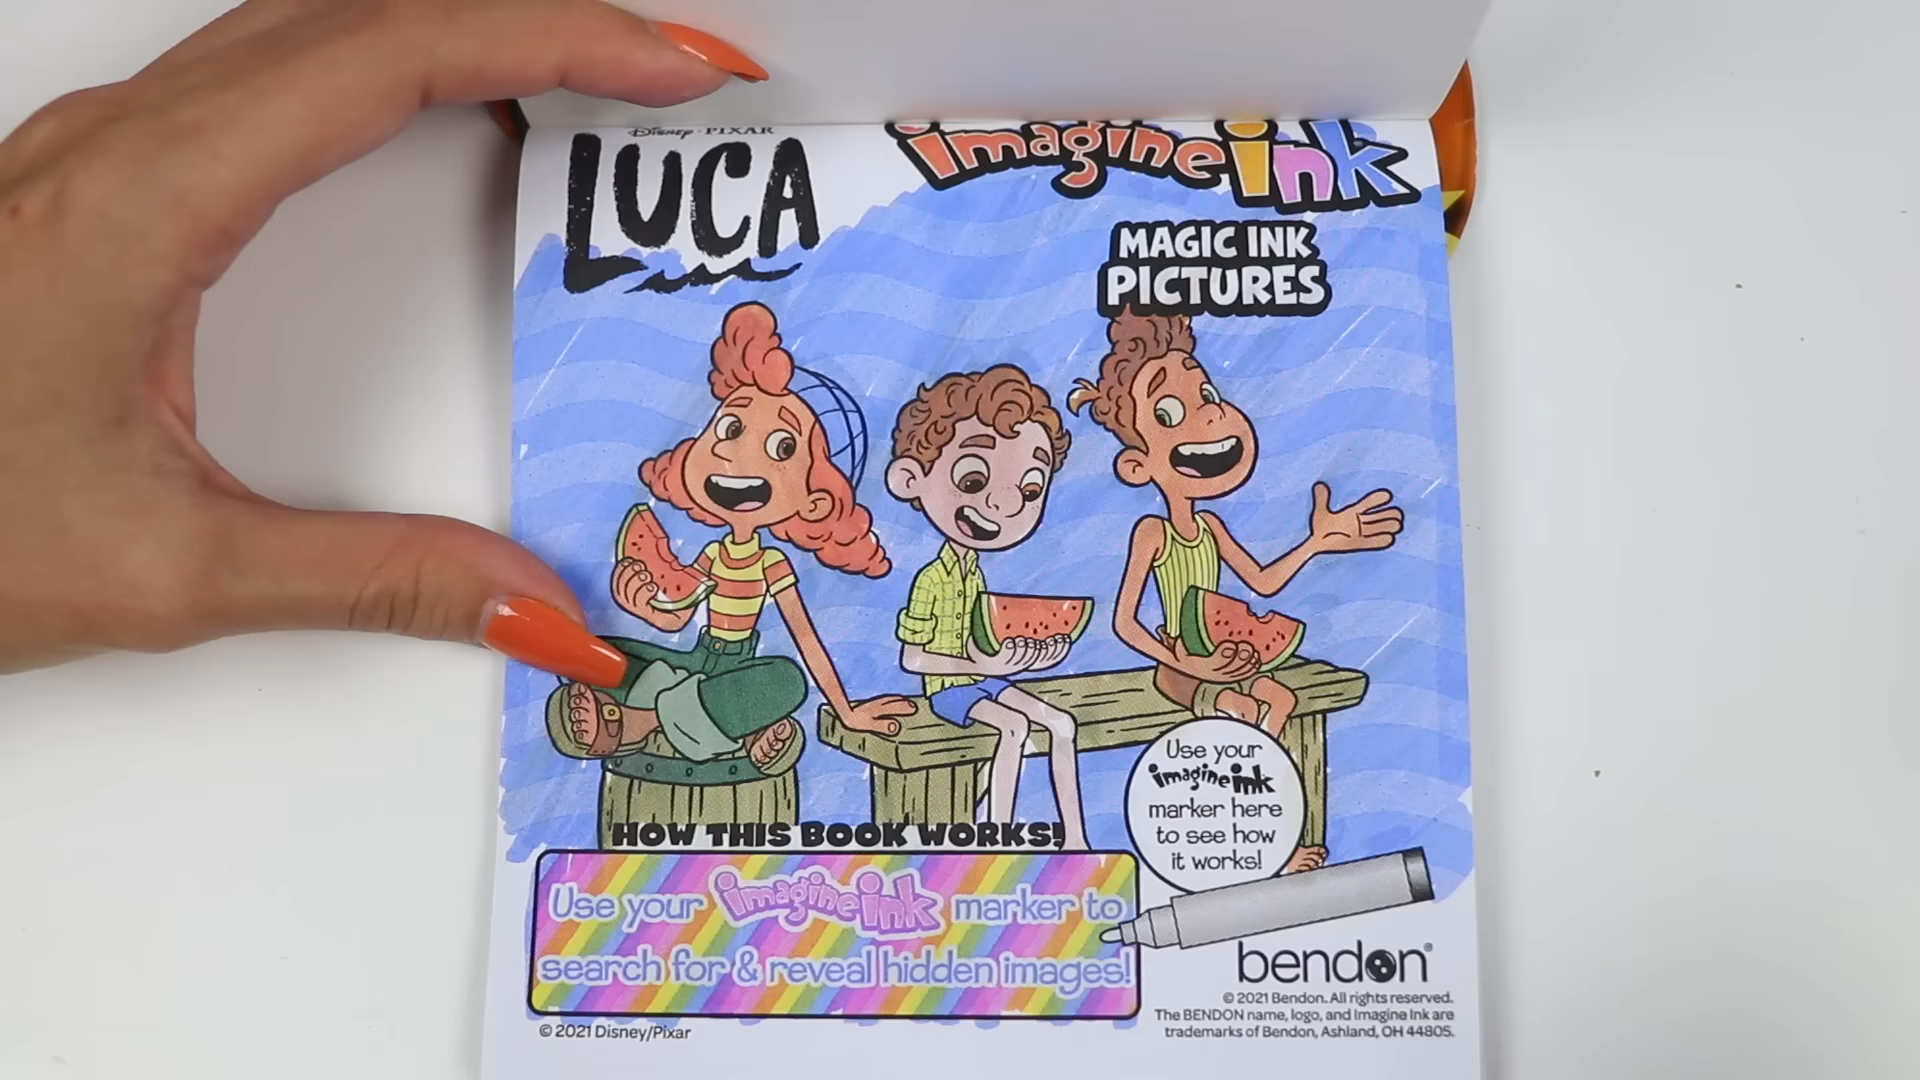 Disney · PIXAR
LUCA
imagine ink
MAGIC INK
PICTURES
Use your
imagine ink
marker here
to see how
it works!
HOW THIS BOOK WORKS!
Use your imagine ink marker to
search for & reveal hidden images!
bendon®
© 2021 Bendon. All rights reserved.
The BENDON name, logo, and Imagine Ink are
trademarks of Bendon, Ashland, OH 44805.
© 2021 Disney/Pixar